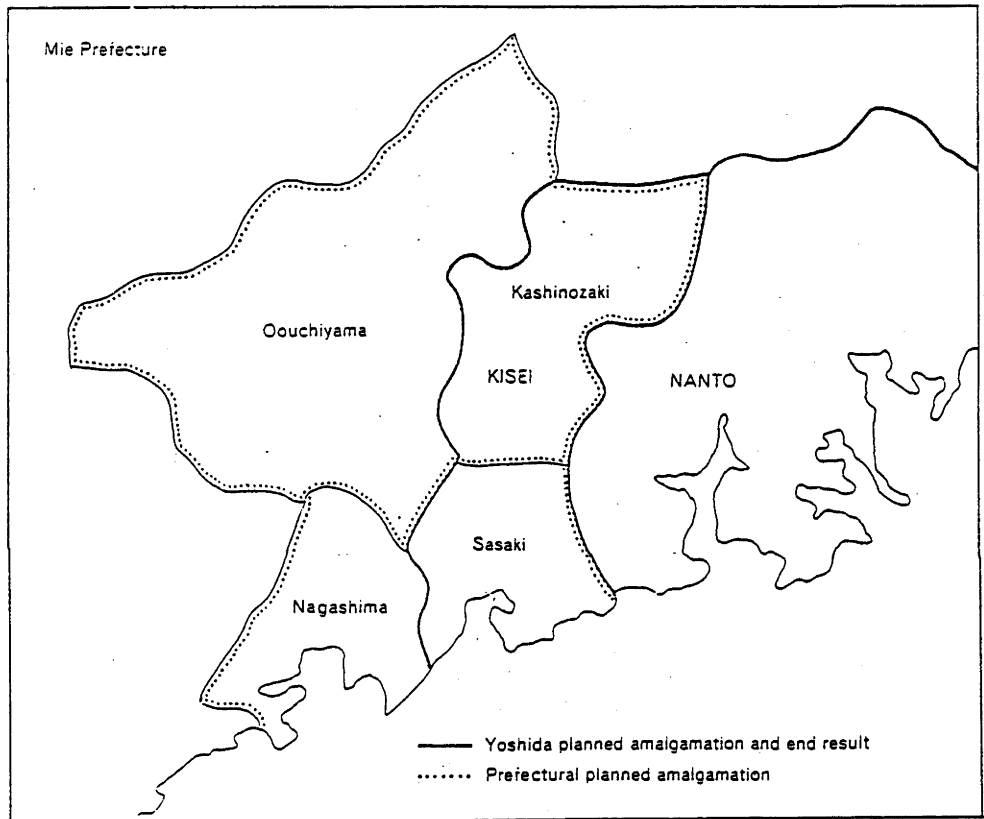 Mie Prefecture
Kashinozaki
Oouchiyama
KISEI
NANTO
Sasaki
Nagashima
Yoshida planned amalgamation and end result
Prefectural planned amalgamation